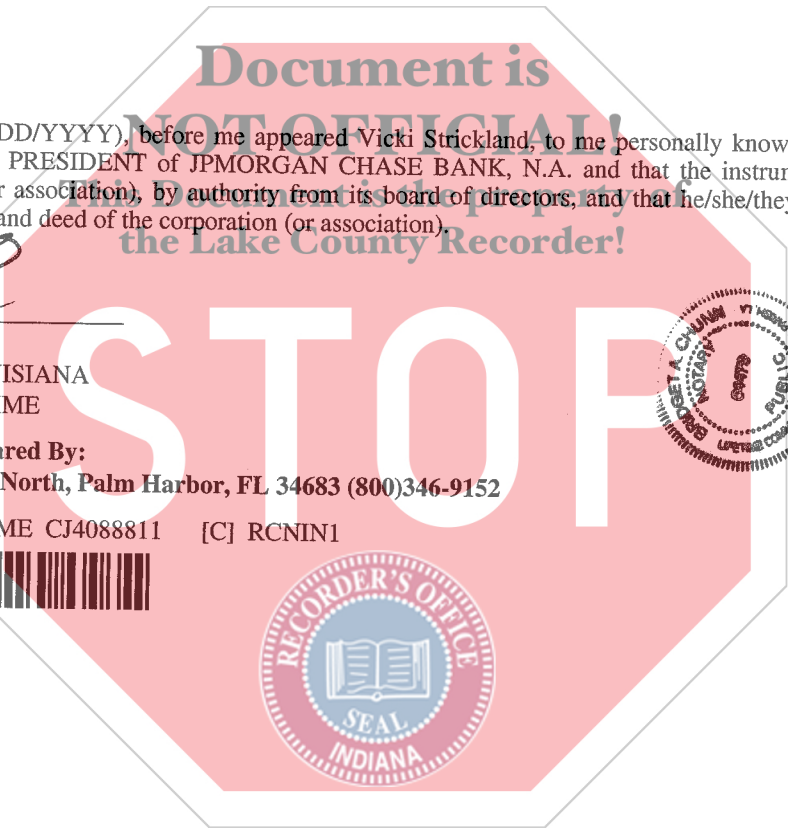 Document is
NOT OFFICIAL!
This Document is the property of
the Lake County Recorder!
DD/YYYY), before me appeared Vicki Strickland, to me personally know
PRESIDENT of JPMORGAN CHASE BANK, N.A. and that the instru
r association), by authority from its board of directors, and that he/she/they
and deed of the corporation (or association).
STOP
BRIDGET A. CHUNN
NOTARY
PUBLIC
ISIANA
IME
ared By:
North, Palm Harbor, FL 34683 (800)346-9152
ME CJ4088811 [C] RCNIN1
RECORDER'S OFFICE
SEAL
INDIANA